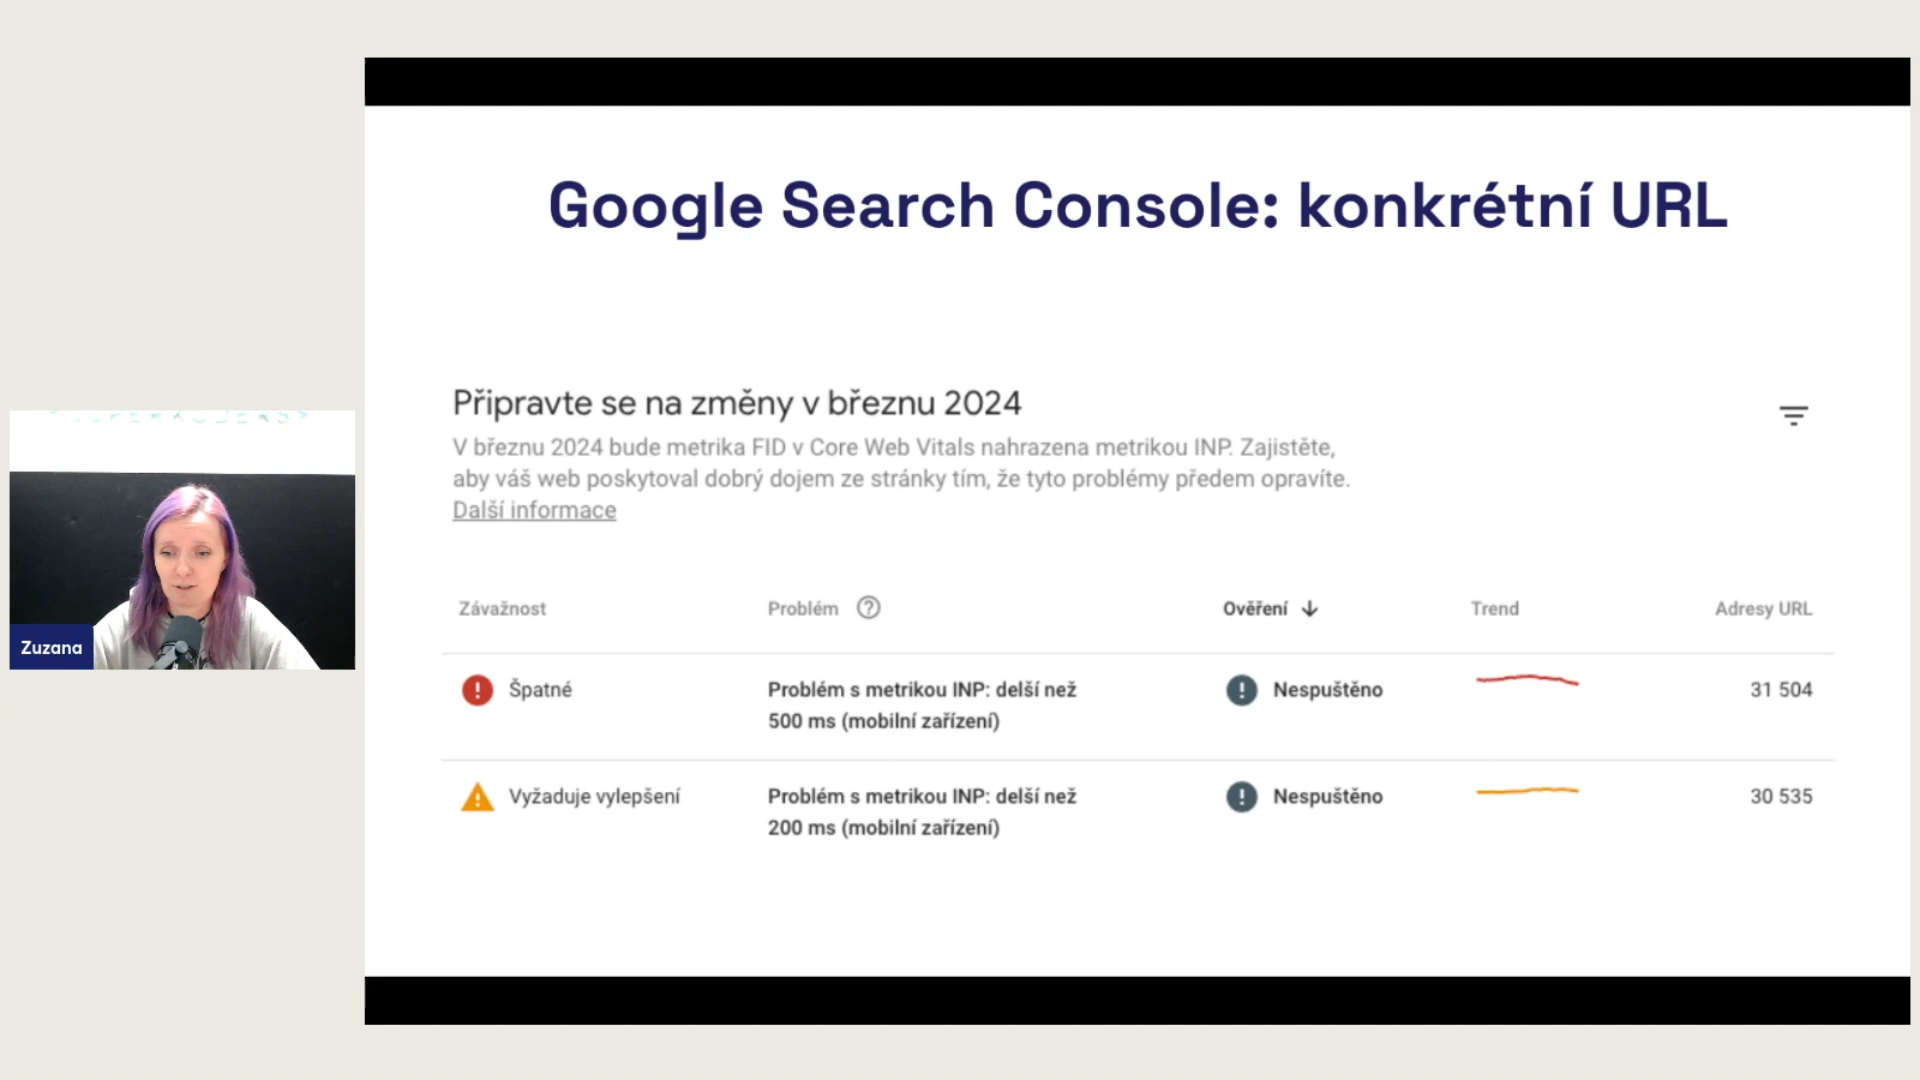 Google Search Console: konkrétní URL
Připravte se na změny v březnu 2024
V březnu 2024 bude metrika FID v Core Web Vitals nahrazena metrikou INP. Zajistěte,
aby váš web poskytoval dobrý dojem ze stránky tím, že tyto problémy předem opravíte.
Další informace
Závažnost Problém Ověření Trend Adresy URL
Špatné Problém s metrikou INP: delší než
500 ms (mobilní zařízení) Nespuštěno 31 504
Vyžaduje vylepšení Problém s metrikou INP: delší než
200 ms (mobilní zařízení) Nespuštěno 30 535
Zuzana